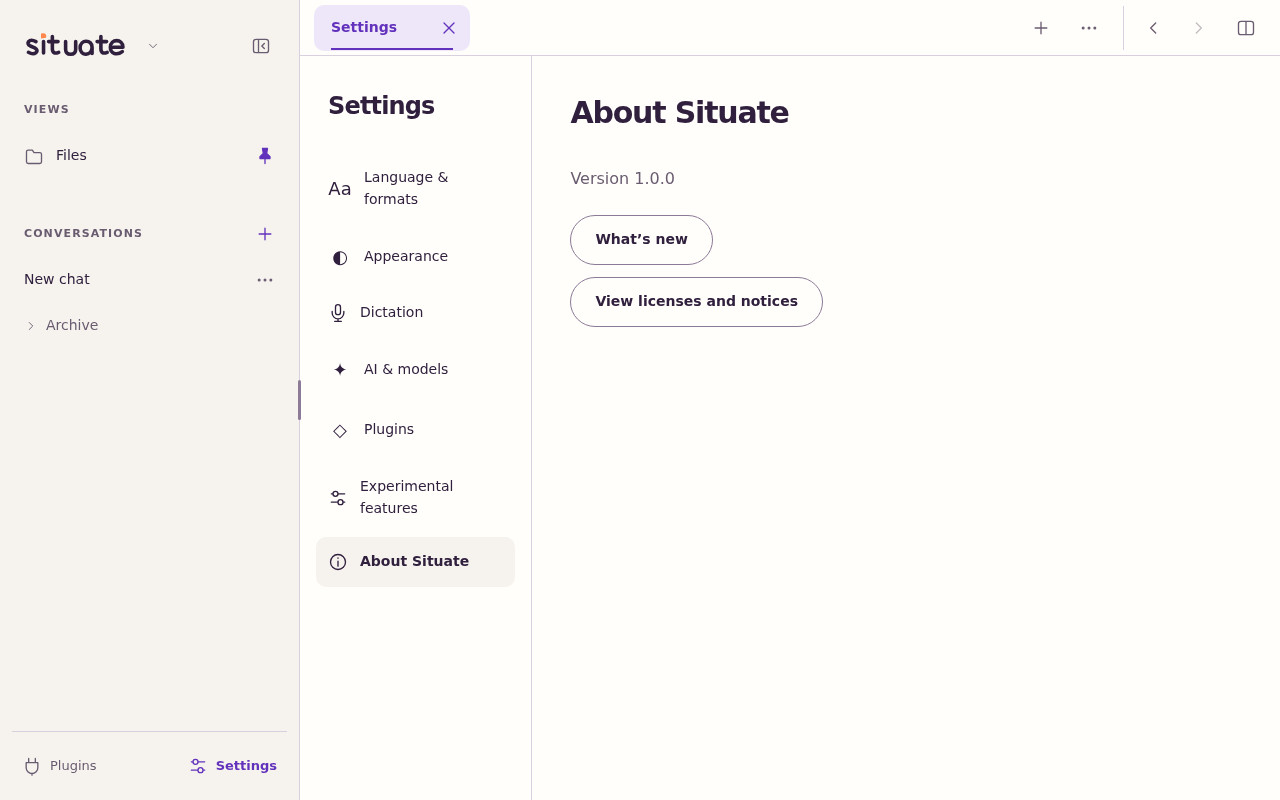 situate
VIEWS
Files
CONVERSATIONS
New chat
Archive
Plugins
Settings
Settings
Settings
Aa
Language &
formats
Appearance
Dictation
AI & models
Plugins
Experimental
features
About Situate
About Situate
Version 1.0.0
What’s new
View licenses and notices